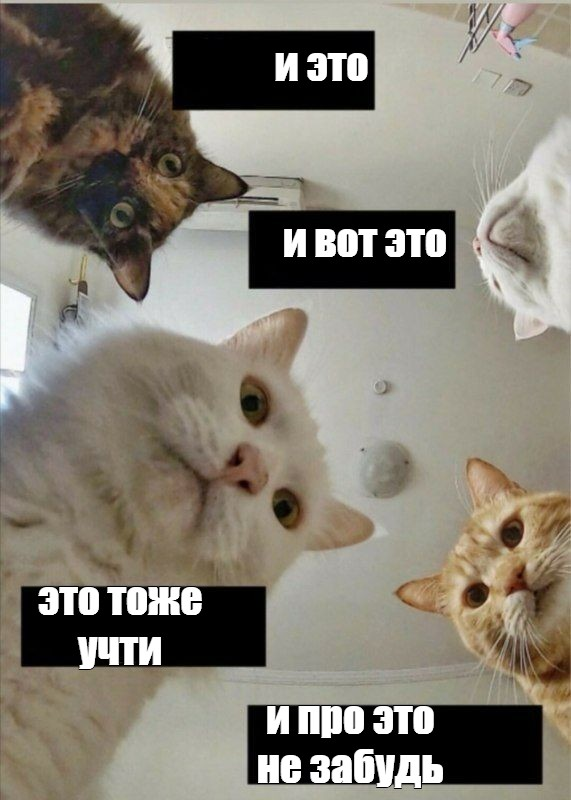 и это
и вот это
это тоже
учти
и про это
не забудь